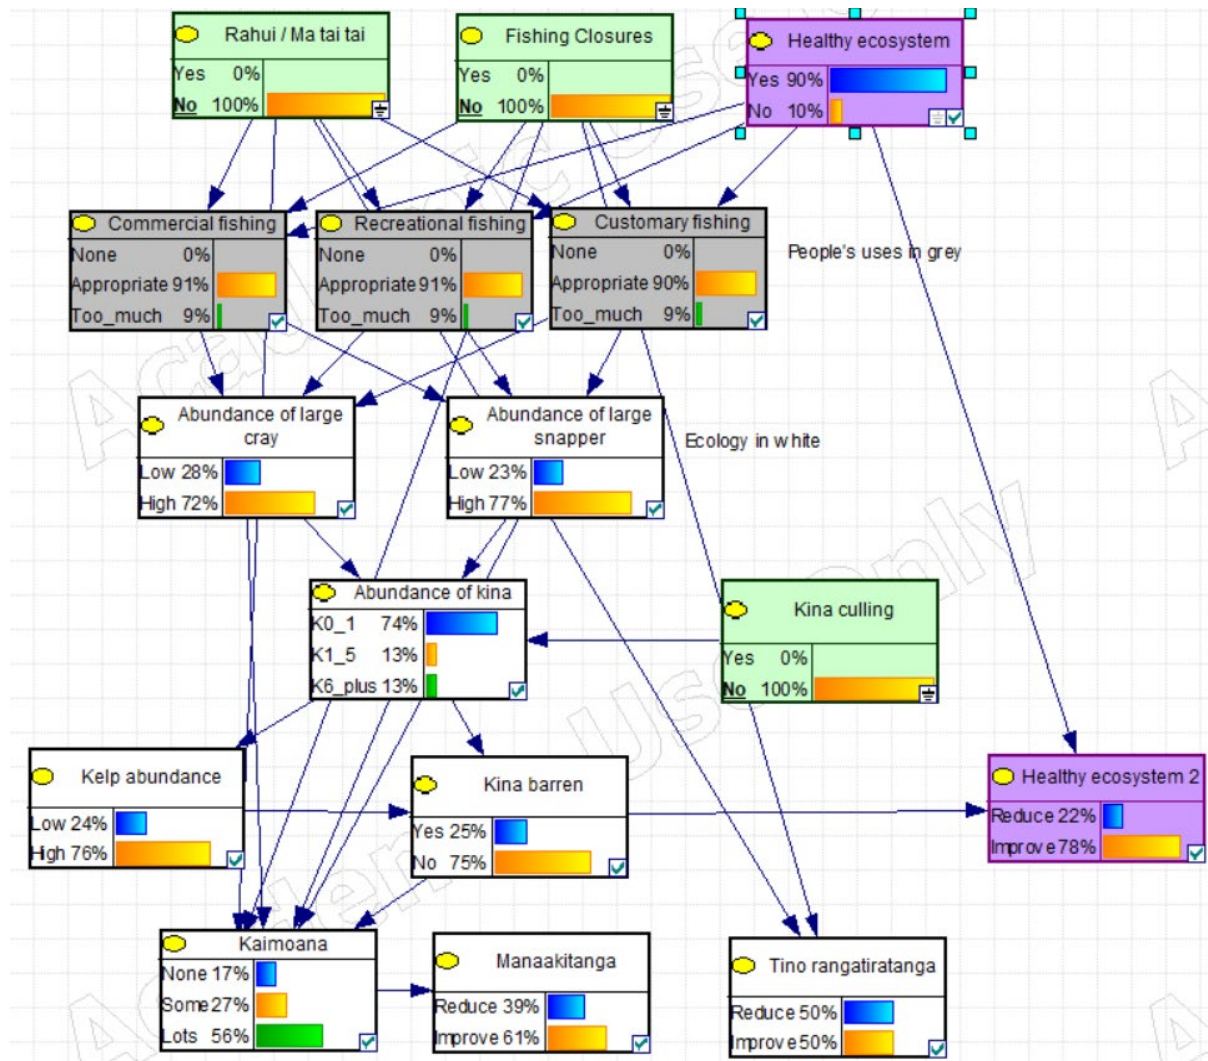 Rahui / Ma tai tai
Yes 0%
No 100%
Fishing Closures
Yes 0%
No 100%
Healthy ecosystem
Yes 90%
No 10%
Commercial fishing
None 0%
Appropriate 91%
Too_much 9%
Recreational fishing
None 0%
Appropriate 91%
Too_much 9%
Customary fishing
None 0%
Appropriate 90%
Too_much 9%
People's uses in grey
Abundance of large
cray
Low 28%
High 72%
Abundance of large
snapper
Low 23%
High 77%
Ecology in white
Abundance of kina
K0_1 74%
K1_5 13%
K6_plus 13%
Kina culling
Yes 0%
No 100%
Kelp abundance
Low 24%
High 76%
Kina barren
Yes 25%
No 75%
Healthy ecosystem 2
Reduce 22%
Improve 78%
Kaimoana
None 17%
Some 27%
Lots 56%
Manaakitanga
Reduce 39%
Improve 61%
Tino rangatiratanga
Reduce 50%
Improve 50%